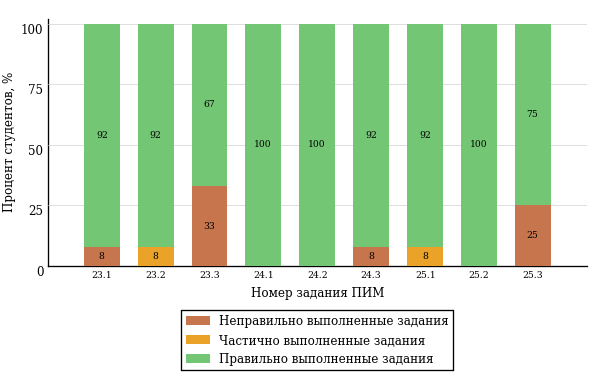 Процент студентов, %
100
75
50
25
0
92 92 67 100 100 92 92 100 75
8 8 33 8 8 25
23.1 23.2 23.3 24.1 24.2 24.3 25.1 25.2 25.3
Номер задания ПИМ
Неправильно выполненные задания
Частично выполненные задания
Правильно выполненные задания